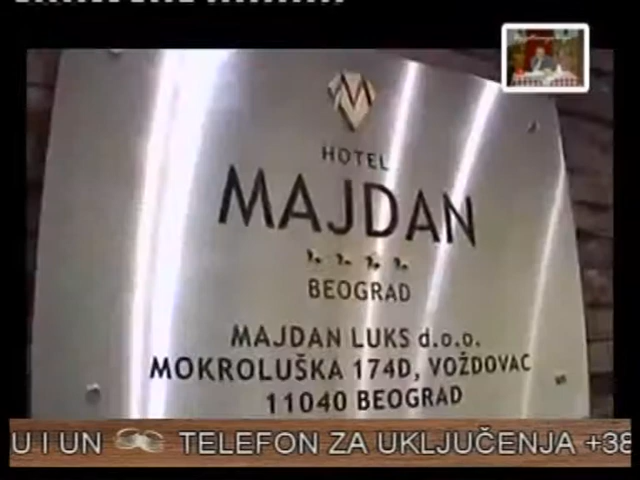 HOTEL
MAJDAN
BEOGRAD
MAJDAN LUKS d.o.o.
MOKROLUŠKA 174D, VOŽDOVAC
11040 BEOGRAD
U I UN TELEFON ZA UKLJUČENJA +38